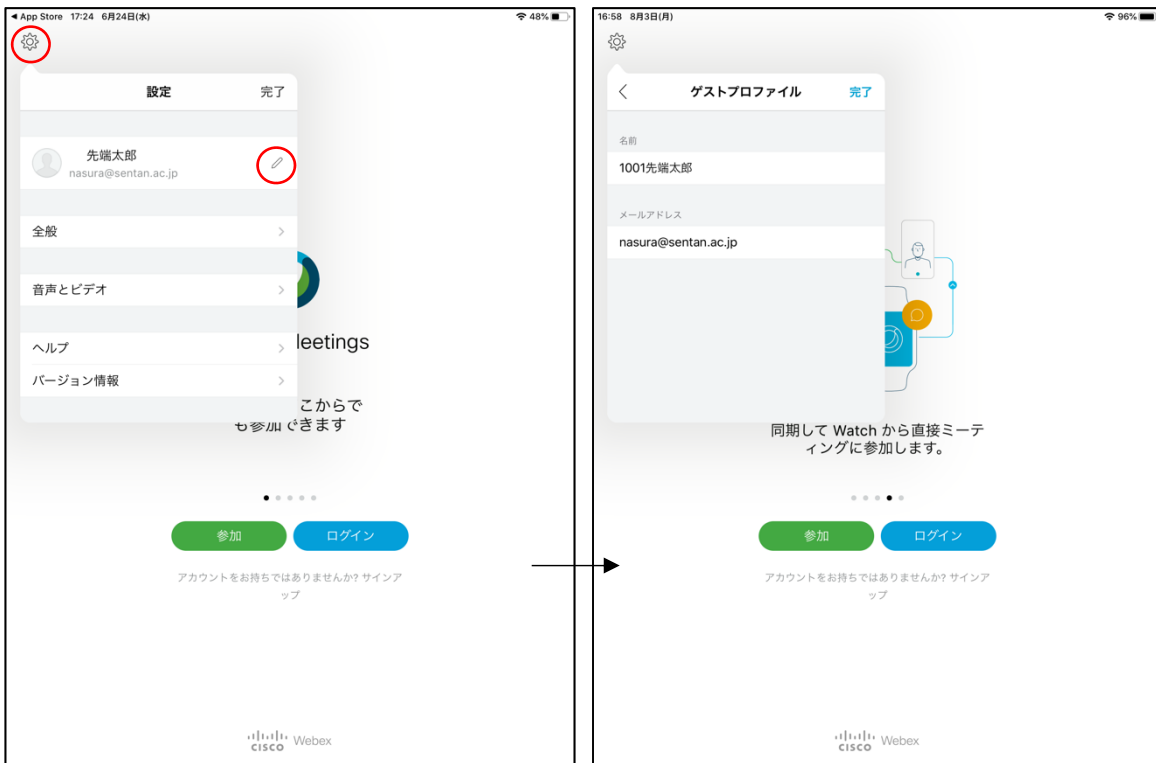 App Store 17:24 6月24日(水) 48%
設定 完了
先端太郎
nasura@sentan.ac.jp
全般
音声とビデオ
ヘルプ
バージョン情報
leetings
こからで
も参加できます
参加 ログイン
アカウントをお持ちではありませんか? サインア
ップ
CISCO Webex
16:58 8月3日(月) 96%
ゲストプロファイル 完了
名前
1001先端太郎
メールアドレス
nasura@sentan.ac.jp
同期して Watch から直接ミーテ
ィングに参加します。
参加 ログイン
アカウントをお持ちではありませんか? サインア
ップ
CISCO Webex